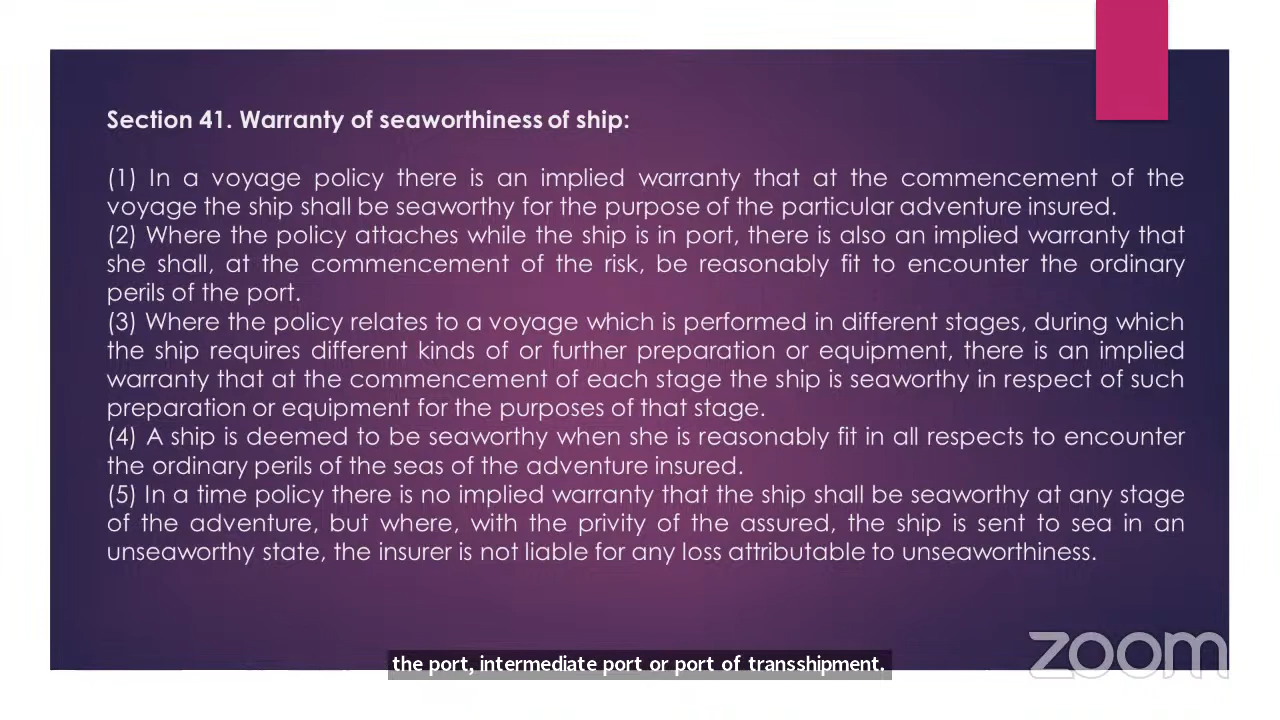 Section 41. Warranty of seaworthiness of ship:
(1) In a voyage policy there is an implied warranty that at the commencement of the
voyage the ship shall be seaworthy for the purpose of the particular adventure insured.
(2) Where the policy attaches while the ship is in port, there is also an implied warranty that
she shall, at the commencement of the risk, be reasonably fit to encounter the ordinary
perils of the port.
(3) Where the policy relates to a voyage which is performed in different stages, during which
the ship requires different kinds of or further preparation or equipment, there is an implied
warranty that at the commencement of each stage the ship is seaworthy in respect of such
preparation or equipment for the purposes of that stage.
(4) A ship is deemed to be seaworthy when she is reasonably fit in all respects to encounter
the ordinary perils of the seas of the adventure insured.
(5) In a time policy there is no implied warranty that the ship shall be seaworthy at any stage
of the adventure, but where, with the privity of the assured, the ship is sent to sea in an
unseaworthy state, the insurer is not liable for any loss attributable to unseaworthiness.
zoom
the port, intermediate port or port of transshipment.